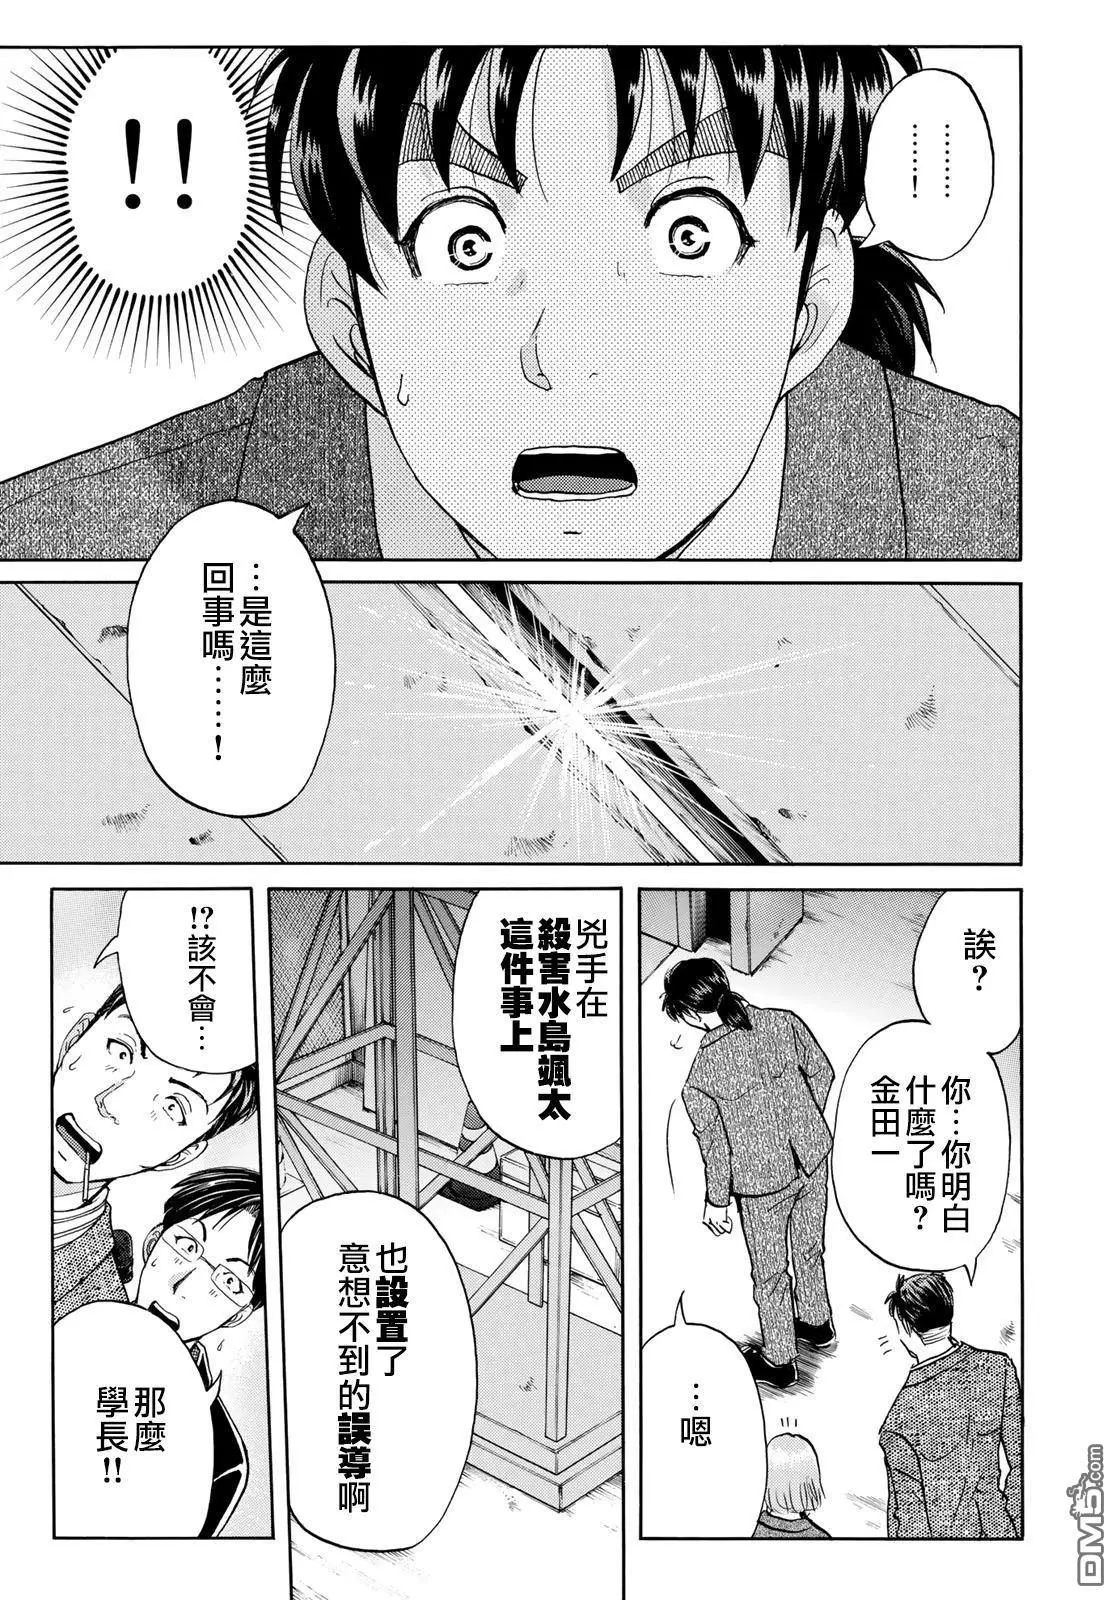 ………
………！
！！
…是這麼
回事嗎………！
誒？
你…你明白
什麼了嗎？
金田一
…嗯
兇手在
殺害水島颯太
這件事上
也設置了
意想不到的誤導啊
！？該不會…
那麼
學長！！
DM5.com